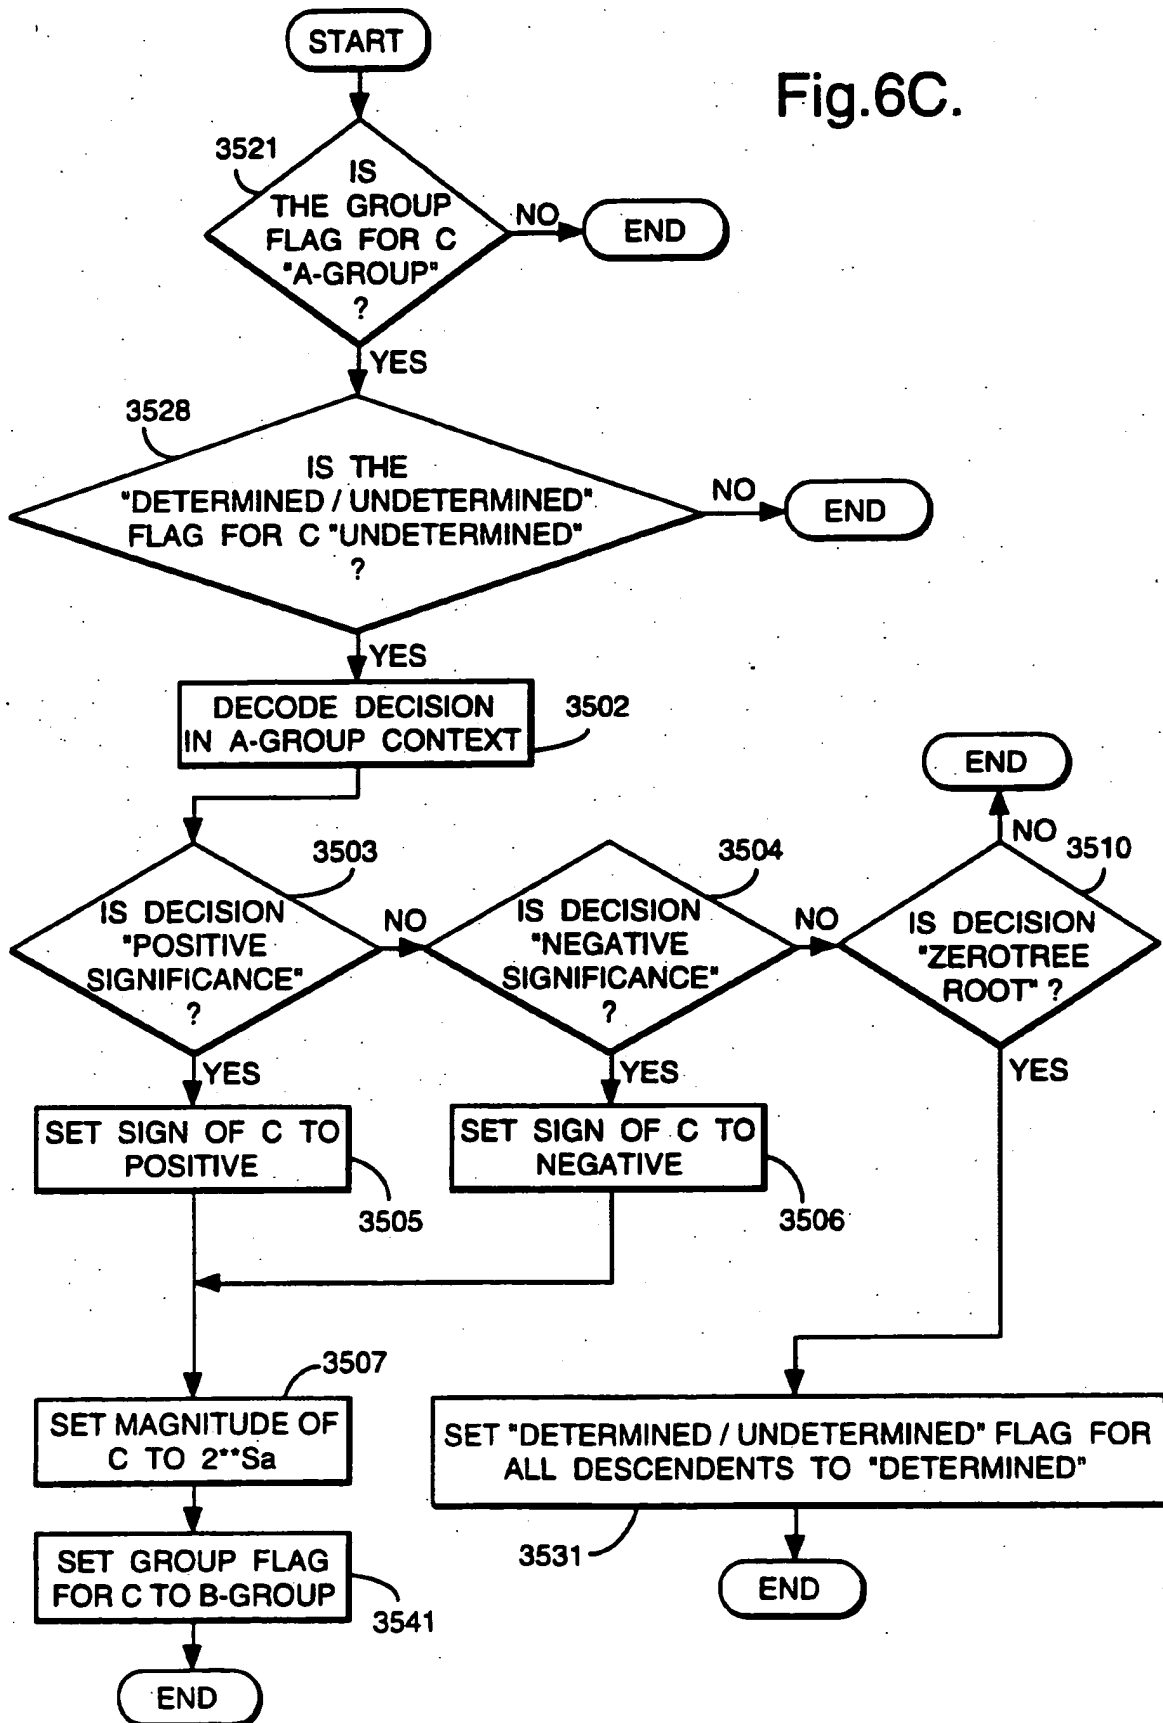 START
Fig.6C.
3521
IS
THE GROUP
FLAG FOR C
"A-GROUP"
?
NO
END
YES
3528
IS THE
"DETERMINED / UNDETERMINED"
FLAG FOR C "UNDETERMINED"
?
NO
END
YES
DECODE DECISION
IN A-GROUP CONTEXT
3502
END
NO
3503
IS DECISION
"POSITIVE
SIGNIFICANCE"
?
NO
3504
IS DECISION
"NEGATIVE
SIGNIFICANCE"
?
NO
3510
IS DECISION
"ZEROTREE
ROOT" ?
YES
YES
YES
SET SIGN OF C TO
POSITIVE
3505
SET SIGN OF C TO
NEGATIVE
3506
3507
SET MAGNITUDE OF
C TO 2**Sa
SET "DETERMINED / UNDETERMINED" FLAG FOR
ALL DESCENDENTS TO "DETERMINED"
3531
SET GROUP FLAG
FOR C TO B-GROUP
3541
END
END